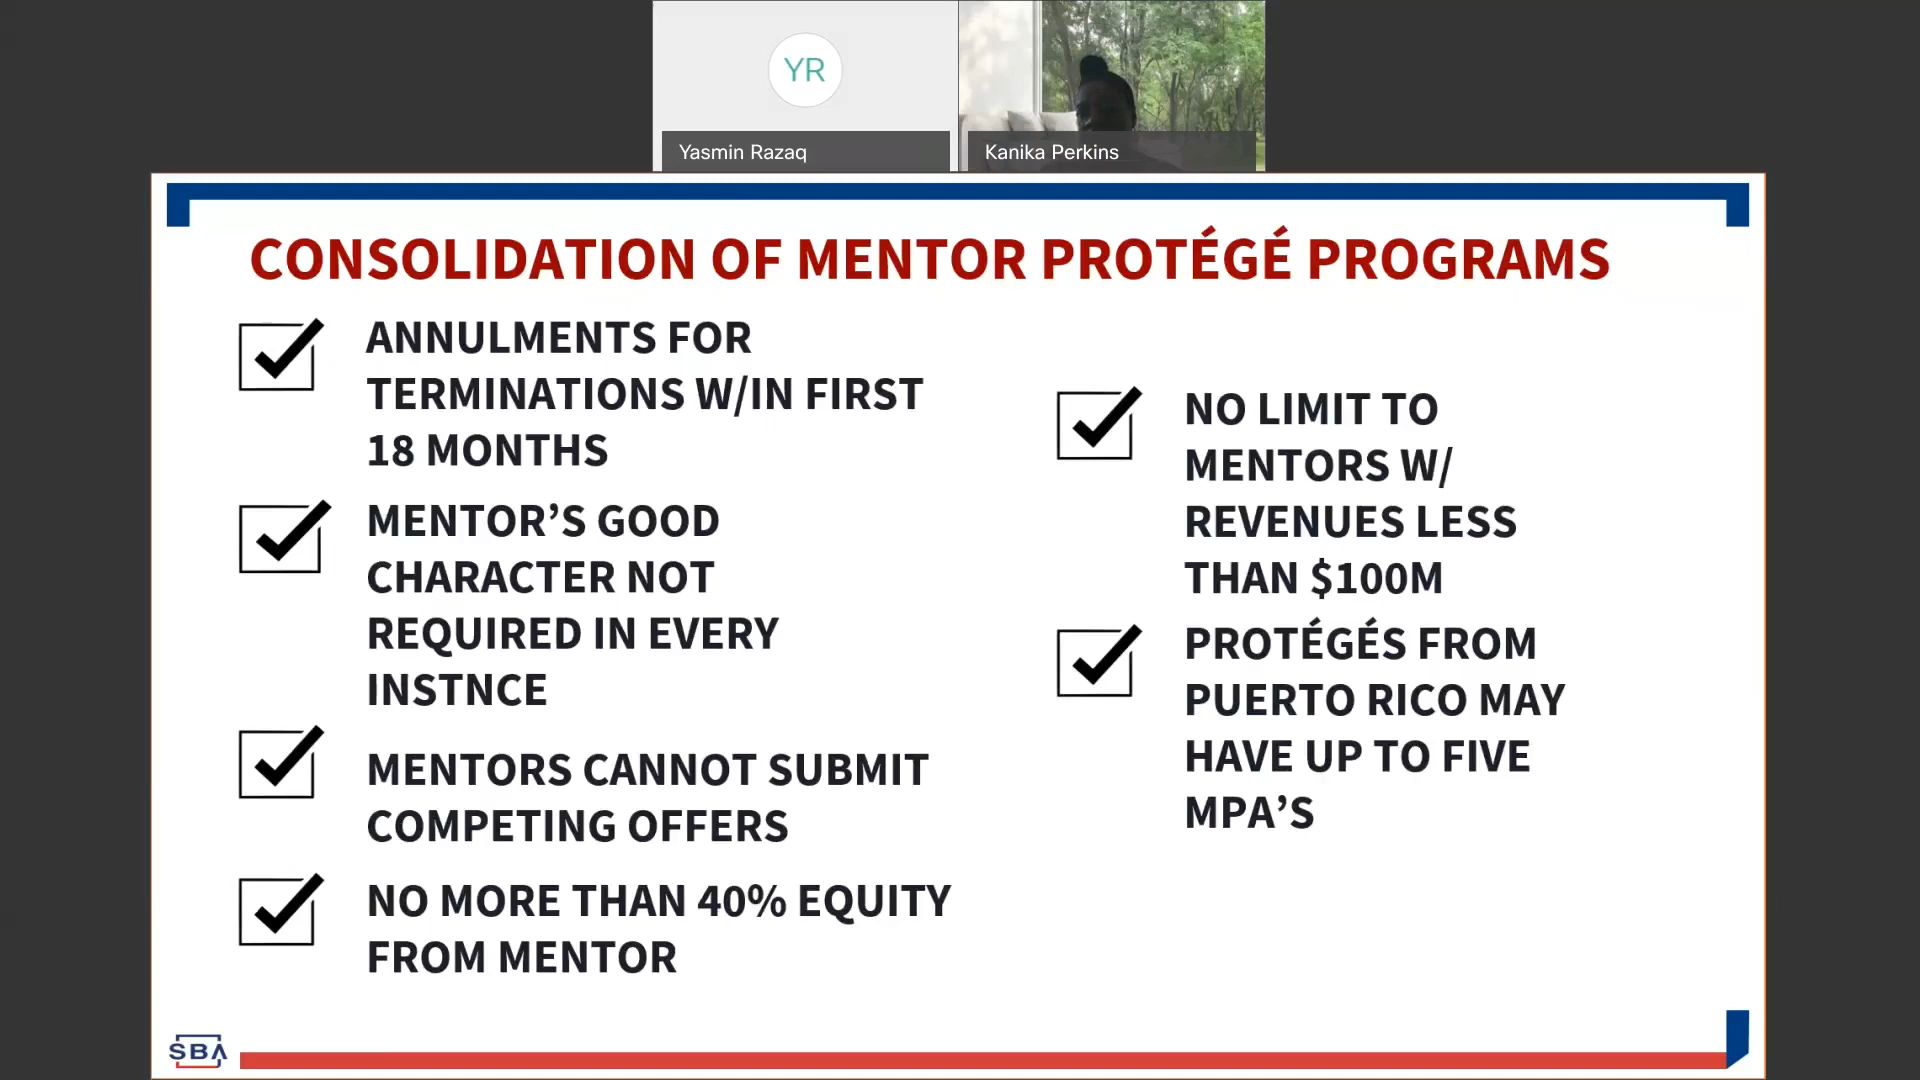 YR
Yasmin Razaq
Kanika Perkins
CONSOLIDATION OF MENTOR PROTÉGÉ PROGRAMS
ANNULMENTS FOR
TERMINATIONS W/IN FIRST
18 MONTHS
MENTOR’S GOOD
CHARACTER NOT
REQUIRED IN EVERY
INSTNCE
MENTORS CANNOT SUBMIT
COMPETING OFFERS
NO MORE THAN 40% EQUITY
FROM MENTOR
NO LIMIT TO
MENTORS W/
REVENUES LESS
THAN $100M
PROTÉGÉS FROM
PUERTO RICO MAY
HAVE UP TO FIVE
MPA’S
SBA